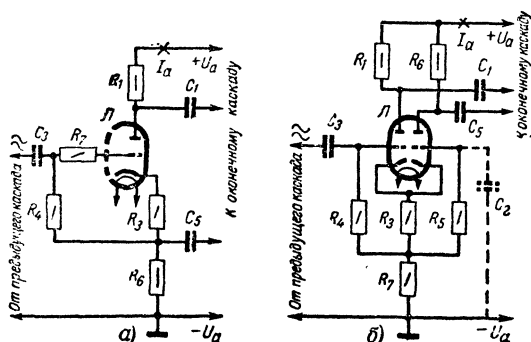 R₁
Iа
+Uа
C₁
Л
C₃
R₇
R₄
R₃
C₅
R₆
От предыдущего каскада
К оконечному каскаду
а)
−Uа
R₁
R₆
Iа
+Uа
C₁
Л
C₅
C₃
R₄
R₃
R₅
C₂
R₇
От предыдущего каскада
К оконечному каскаду
б)
−Uа